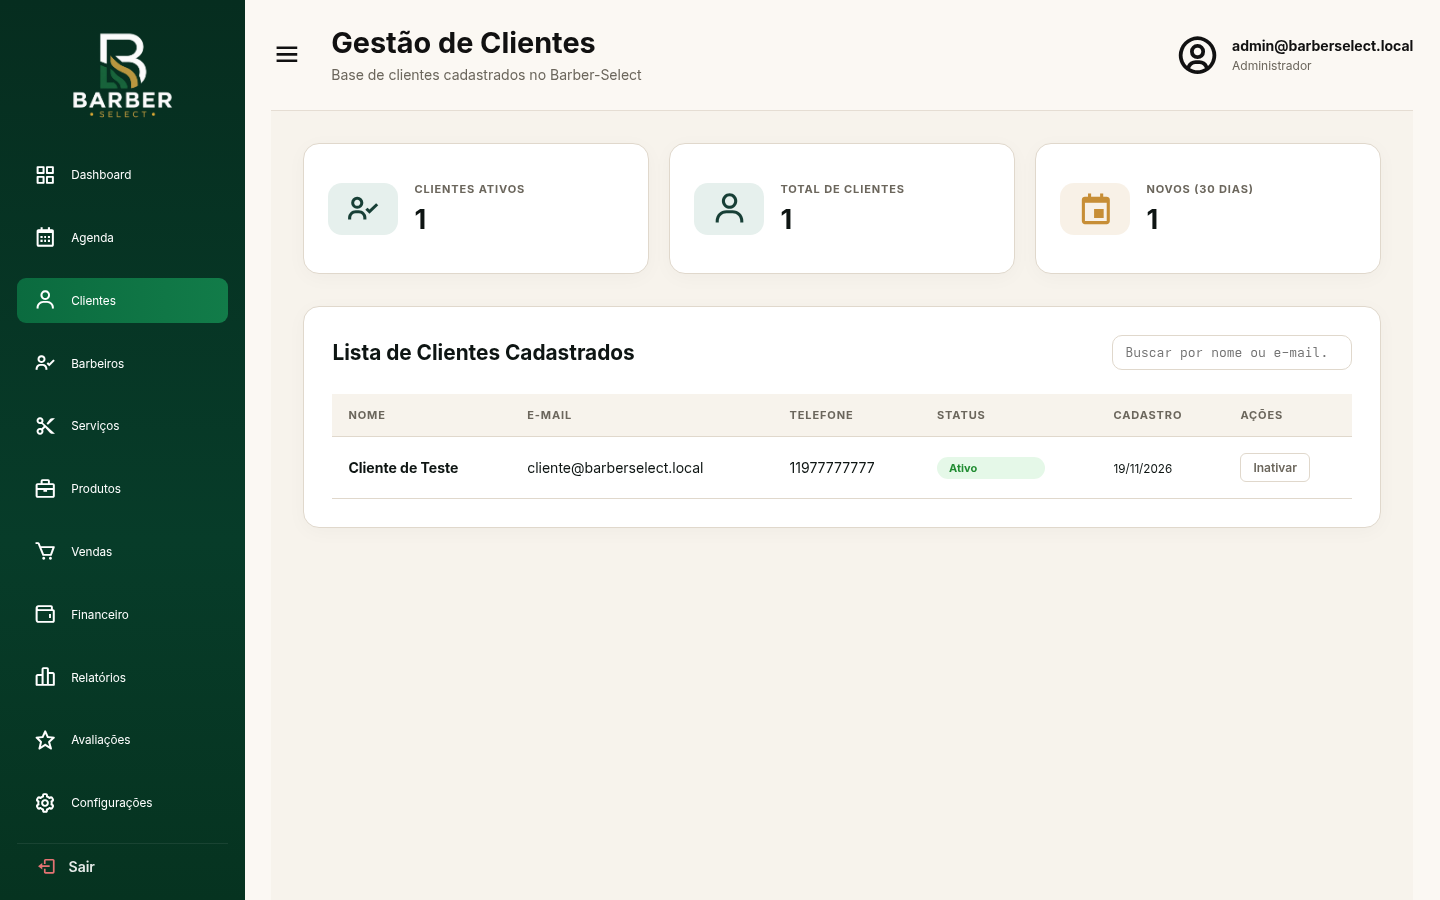 BARBER
• SELECT •
Dashboard
Agenda
Clientes
Barbeiros
Serviços
Produtos
Vendas
Financeiro
Relatórios
Avaliações
Configurações
Sair
Gestão de Clientes
Base de clientes cadastrados no Barber-Select
admin@barberselect.local
Administrador
CLIENTES ATIVOS
1
TOTAL DE CLIENTES
1
NOVOS (30 DIAS)
1
Lista de Clientes Cadastrados
Buscar por nome ou e-mail.
NOME E-MAIL TELEFONE STATUS CADASTRO AÇÕES
Cliente de Teste cliente@barberselect.local 11977777777 Ativo 19/11/2026 Inativar